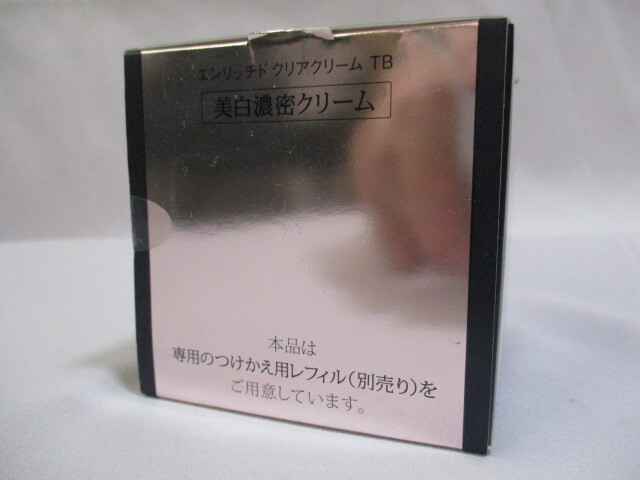 エンリッチド クリアクリーム TB
美白濃密クリーム
本品は
専用のつけかえ用レフィル(別売り)を
ご用意しています。